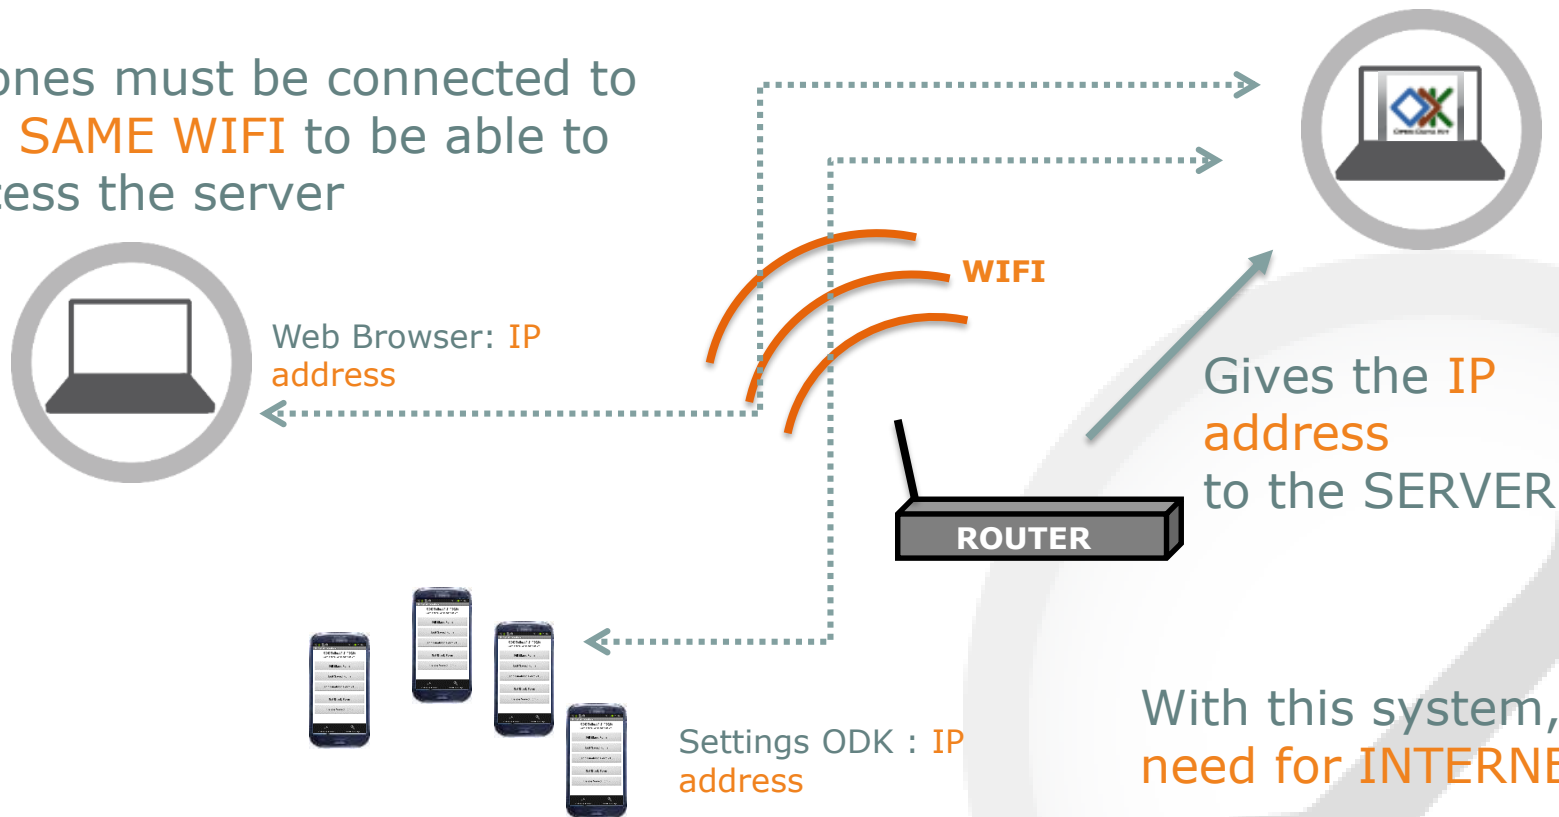 ones must be connected to
SAME WIFI to be able to
cess the server
WIFI
Web Browser: IP
address
Gives the IP
address
to the SERVER
ROUTER
Settings ODK : IP
address
With this system,
need for INTERNE